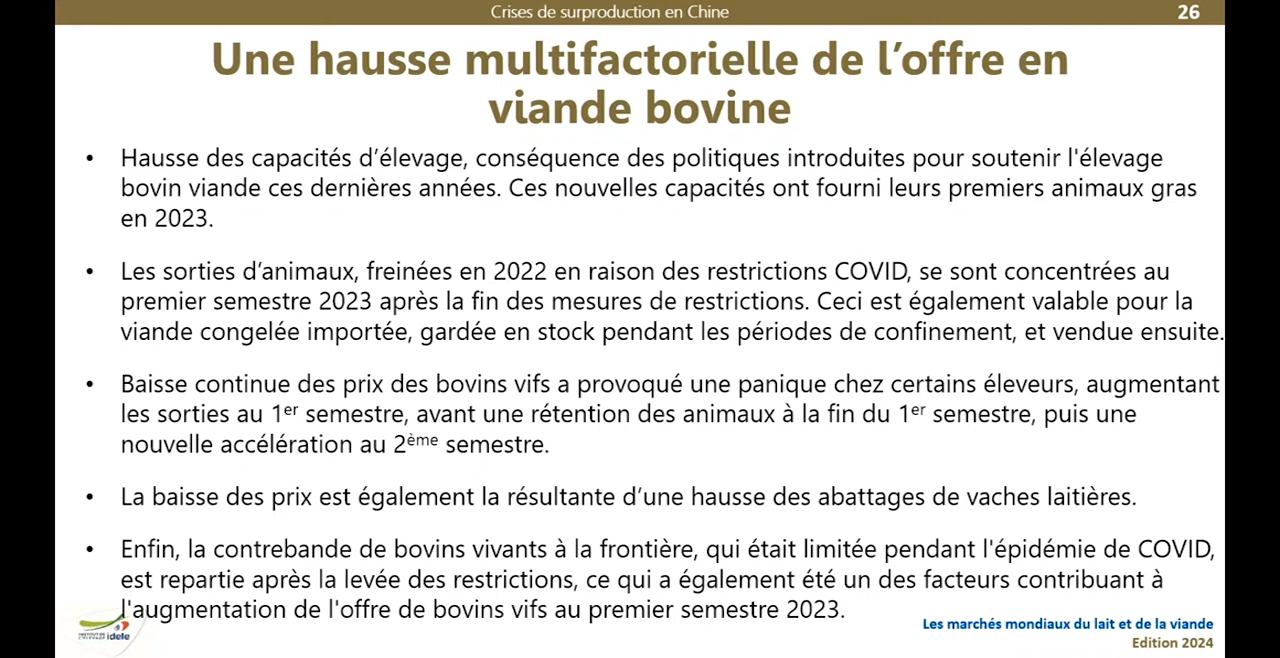 Crises de surproduction en Chine
26
Une hausse multifactorielle de l’offre en
viande bovine
• Hausse des capacités d’élevage, conséquence des politiques introduites pour soutenir l'élevage
bovin viande ces dernières années. Ces nouvelles capacités ont fourni leurs premiers animaux gras
en 2023.
• Les sorties d’animaux, freinées en 2022 en raison des restrictions COVID, se sont concentrées au
premier semestre 2023 après la fin des mesures de restrictions. Ceci est également valable pour la
viande congelée importée, gardée en stock pendant les périodes de confinement, et vendue ensuite.
• Baisse continue des prix des bovins vifs a provoqué une panique chez certains éleveurs, augmentant
les sorties au 1er semestre, avant une rétention des animaux à la fin du 1er semestre, puis une
nouvelle accélération au 2ème semestre.
• La baisse des prix est également la résultante d’une hausse des abattages de vaches laitières.
• Enfin, la contrebande de bovins vivants à la frontière, qui était limitée pendant l'épidémie de COVID,
est repartie après la levée des restrictions, ce qui a également été un des facteurs contribuant à
l'augmentation de l'offre de bovins vifs au premier semestre 2023.
INSTITUT DE
L'ELEVAGE idele
Les marchés mondiaux du lait et de la viande
Edition 2024